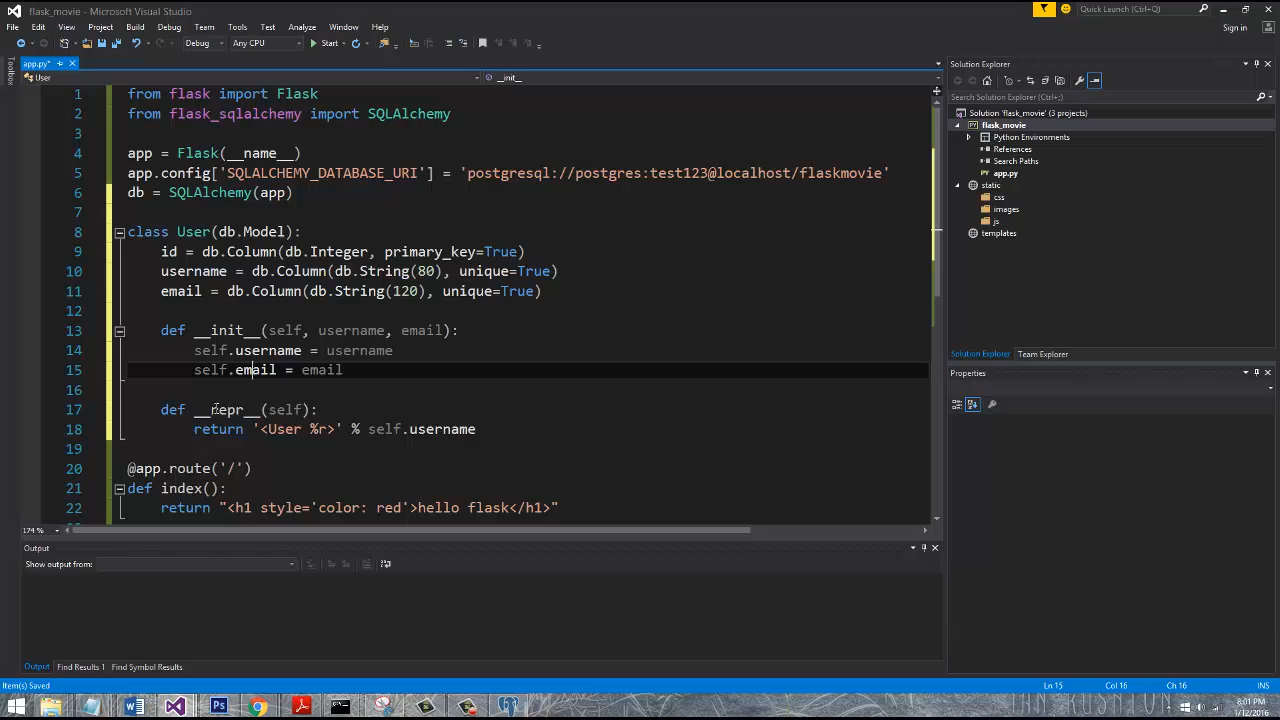 flask_movie - Microsoft Visual Studio
Quick Launch (Ctrl+;)
File Edit View Project Build Debug Team Tools Test Analyze Window Help
Sign in
Debug Any CPU Start
Toolbox
app.py*
User
__init__
1 from flask import Flask
2 from flask_sqlalchemy import SQLAlchemy
3
4 app = Flask(__name__)
5 app.config['SQLALCHEMY_DATABASE_URI'] = 'postgresql://postgres:test123@localhost/flaskmovie'
6 db = SQLAlchemy(app)
7
8 class User(db.Model):
9 id = db.Column(db.Integer, primary_key=True)
10 username = db.Column(db.String(80), unique=True)
11 email = db.Column(db.String(120), unique=True)
12
13 def __init__(self, username, email):
14 self.username = username
15 self.email = email
16
17 def __repr__(self):
18 return '<User %r>' % self.username
19
20 @app.route('/')
21 def index():
22 return "<h1 style='color: red'>hello flask</h1>"
174 %
Output
Show output from:
Output Find Results 1 Find Symbol Results
Solution Explorer
Search Solution Explorer (Ctrl+;)
Solution 'flask_movie' (3 projects)
flask_movie
Python Environments
References
Search Paths
app.py
static
css
images
js
templates
Solution Explorer Team Explorer
Properties
Item(s) Saved Ln 15 Col 16 Ch 16 INS
8:01 PM
1/12/2016